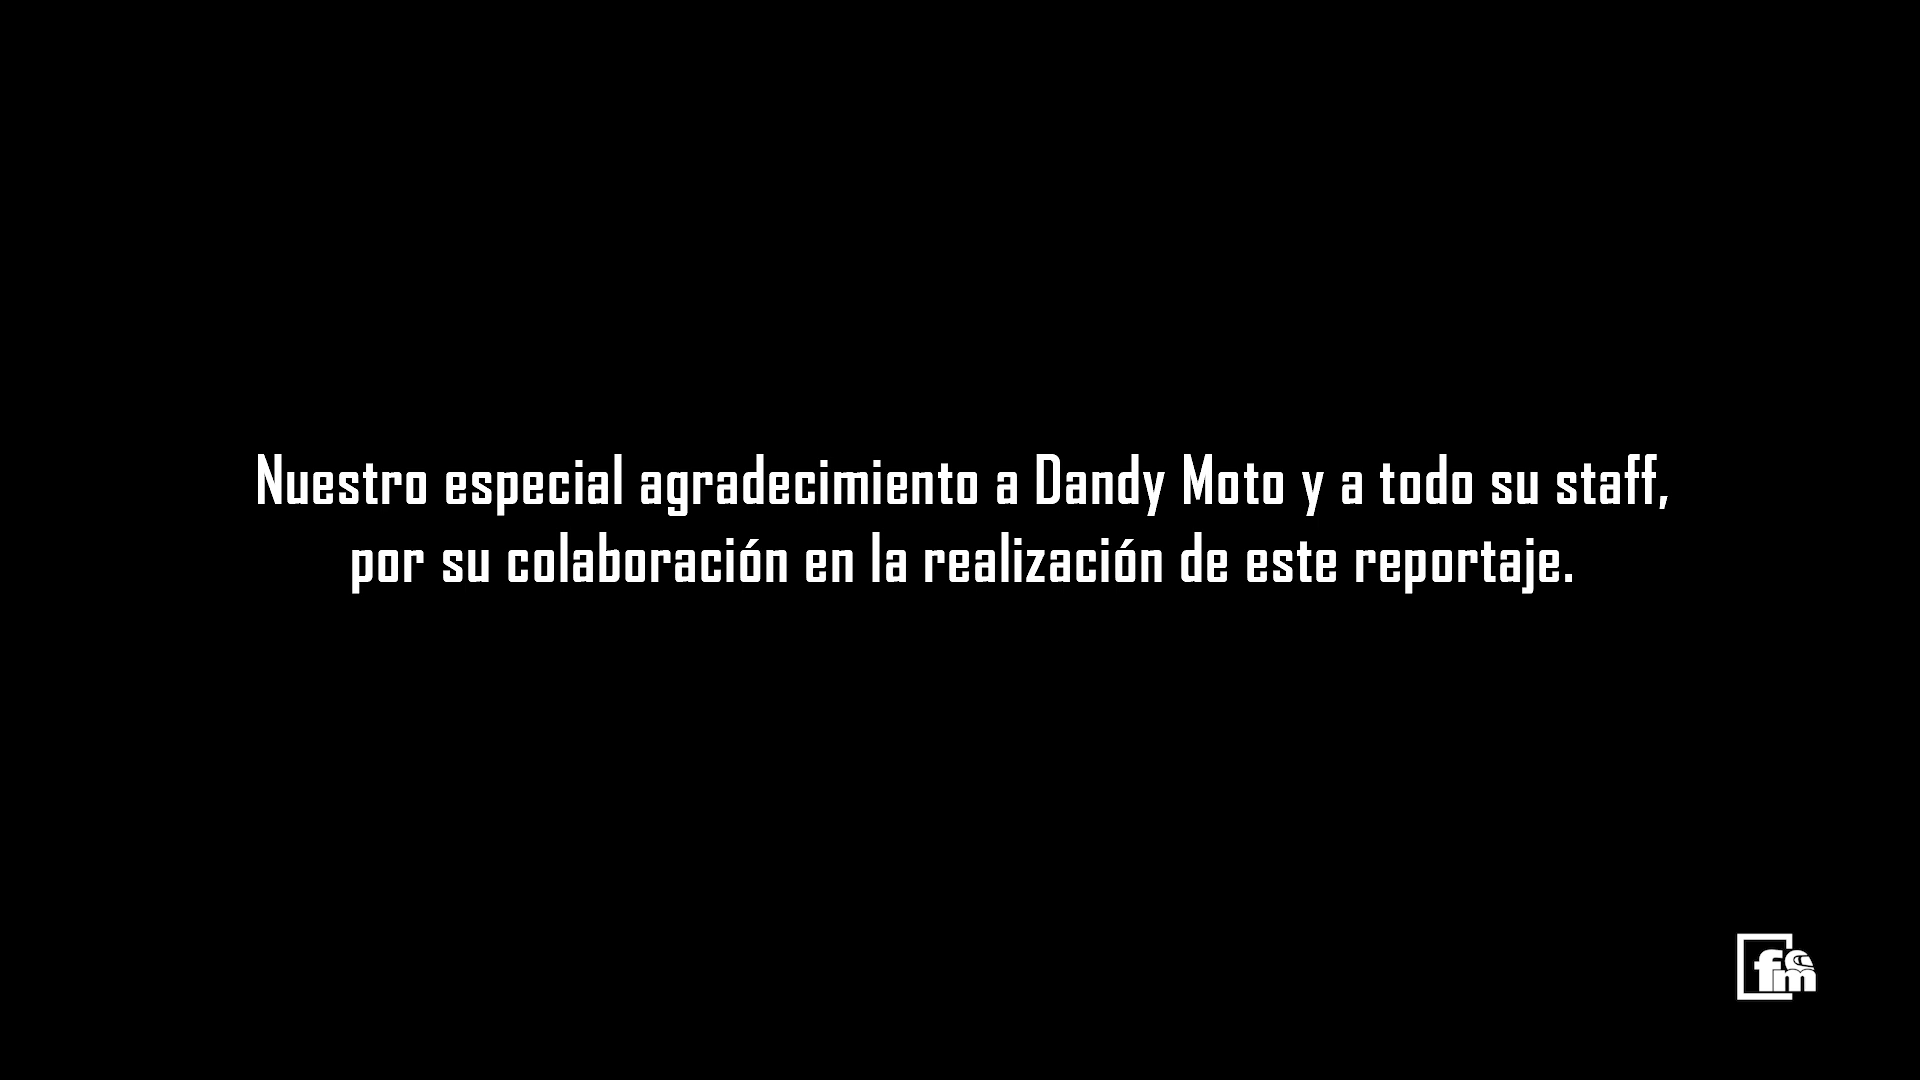 Nuestro especial agradecimiento a Dandy Moto y a todo su staff,
por su colaboración en la realización de este reportaje.
fm